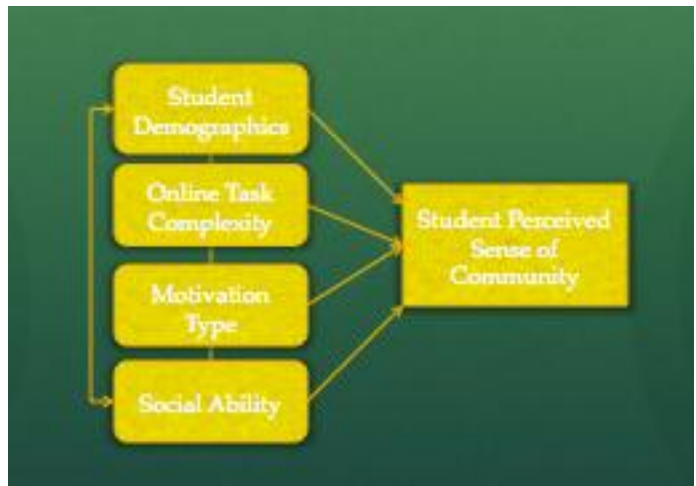 Student
Demographics
Online Task
Complexity
Motivation
Type
Social Ability
Student Perceived
Sense of
Community